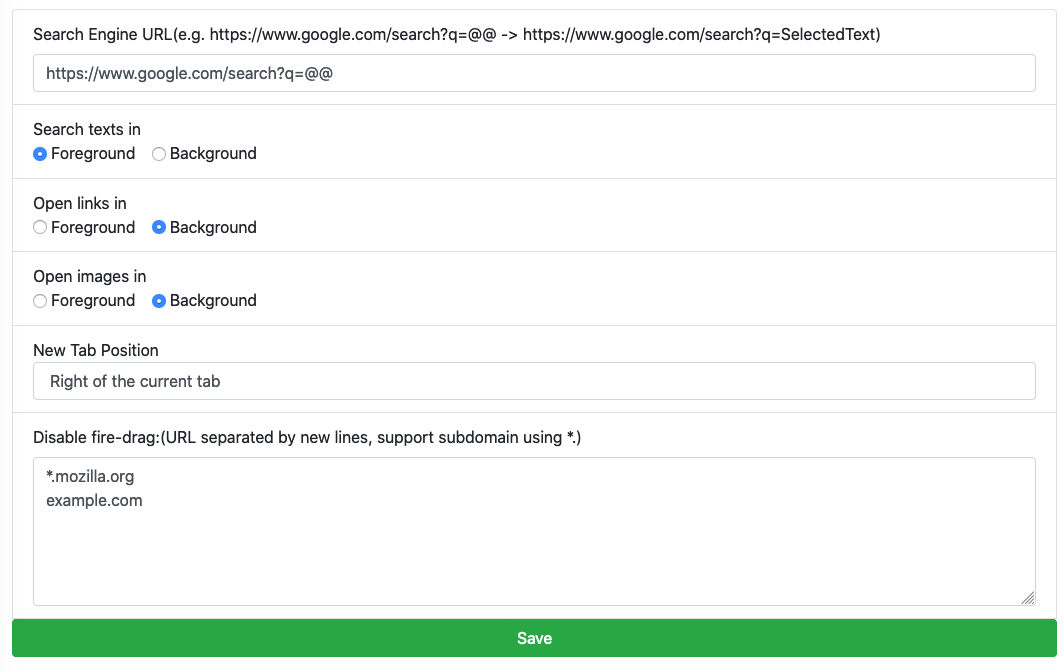 Search Engine URL(e.g. https://www.google.com/search?q=@@ -> https://www.google.com/search?q=SelectedText)
https://www.google.com/search?q=@@
Search texts in
Foreground Background
Open links in
Foreground Background
Open images in
Foreground Background
New Tab Position
Right of the current tab
Disable fire-drag:(URL separated by new lines, support subdomain using *.)
*.mozilla.org
example.com
Save